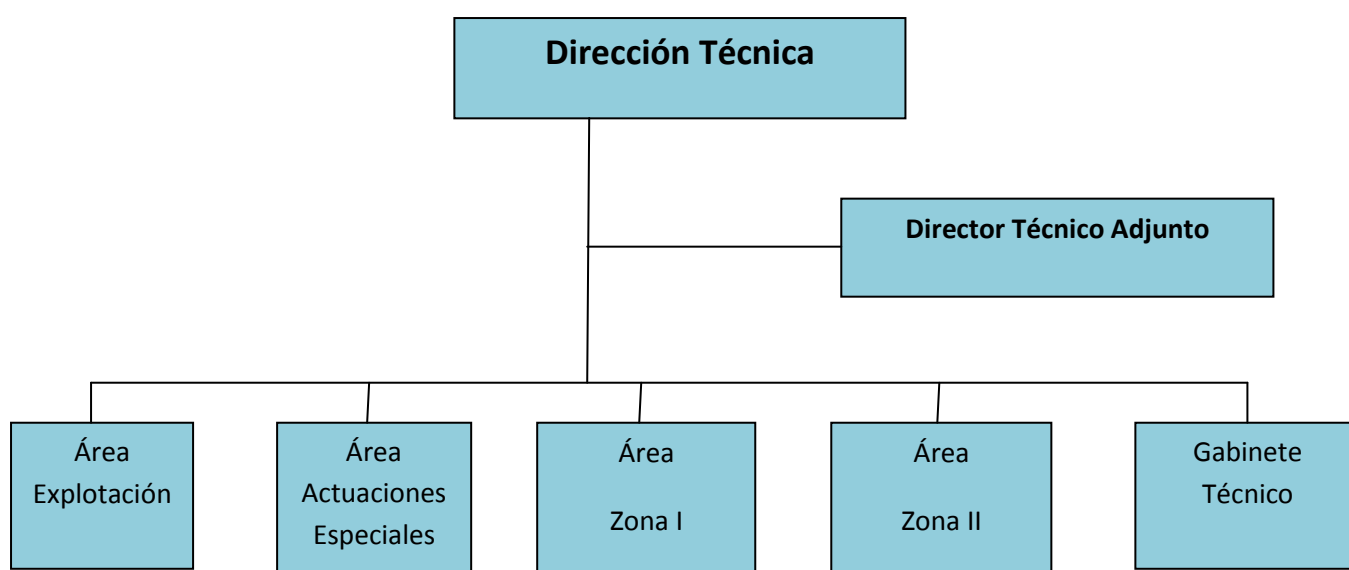 Dirección Técnica
Director Técnico Adjunto
Área
Explotación
Área
Actuaciones
Especiales
Área
Zona I
Área
Zona II
Gabinete
Técnico